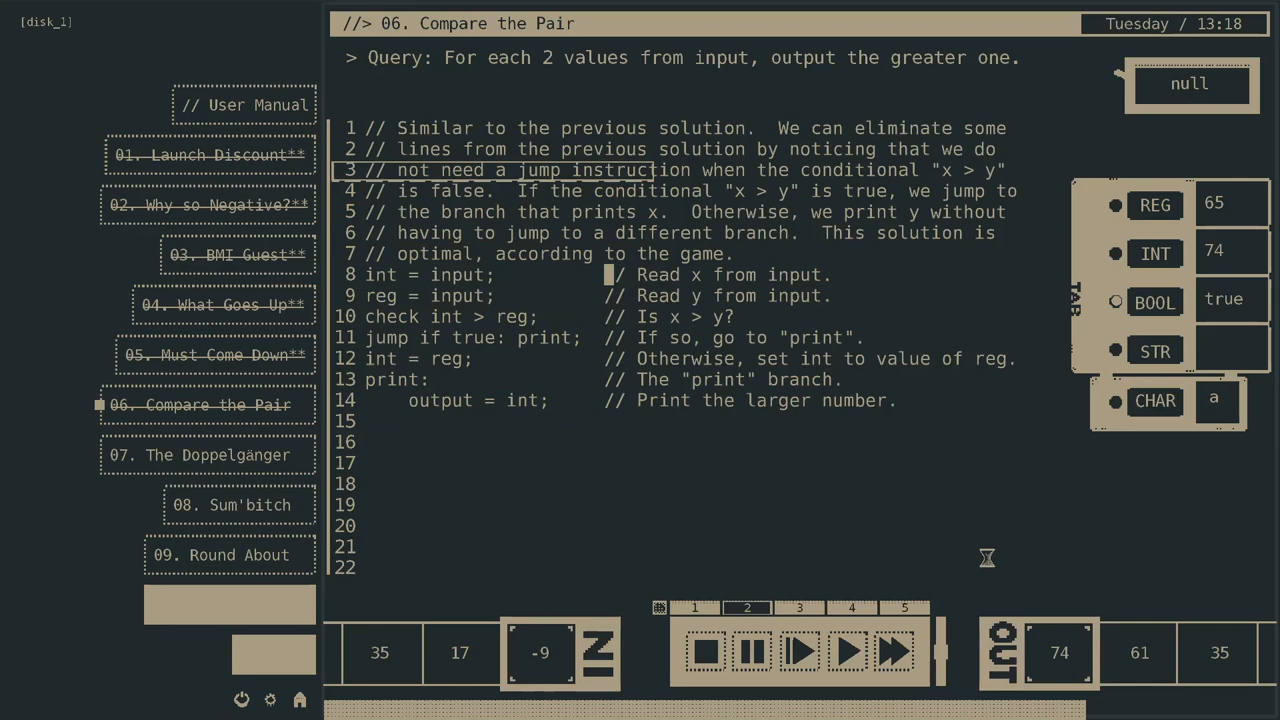 [disk_1]
//> 06. Compare the Pair
Tuesday / 13:18
> Query: For each 2 values from input, output the greater one.
null
// User Manual
01. Launch Discount**
02. Why so Negative?**
03. BMI Guest**
04. What Goes Up**
05. Must Come Down**
06. Compare the Pair
07. The Doppelgänger
08. Sum'bitch
09. Round About
1 // Similar to the previous solution.  We can eliminate some
2 // lines from the previous solution by noticing that we do
3 // not need a jump instruction when the conditional "x > y"
4 // is false.  If the conditional "x > y" is true, we jump to
5 // the branch that prints x.  Otherwise, we print y without
6 // having to jump to a different branch.  This solution is
7 // optimal, according to the game.
8 int = input;          // Read x from input.
9 reg = input;          // Read y from input.
10 check int > reg;      // Is x > y?
11 jump if true: print;  // If so, go to "print".
12 int = reg;            // Otherwise, set int to value of reg.
13 print:                // The "print" branch.
14     output = int;     // Print the larger number.
15
16
17
18
19
20
21
22
REG 65
INT 74
BOOL true
STR
CHAR a
TAB
1 2 3 4 5
35 17 -9 IN
OUT 74 61 35